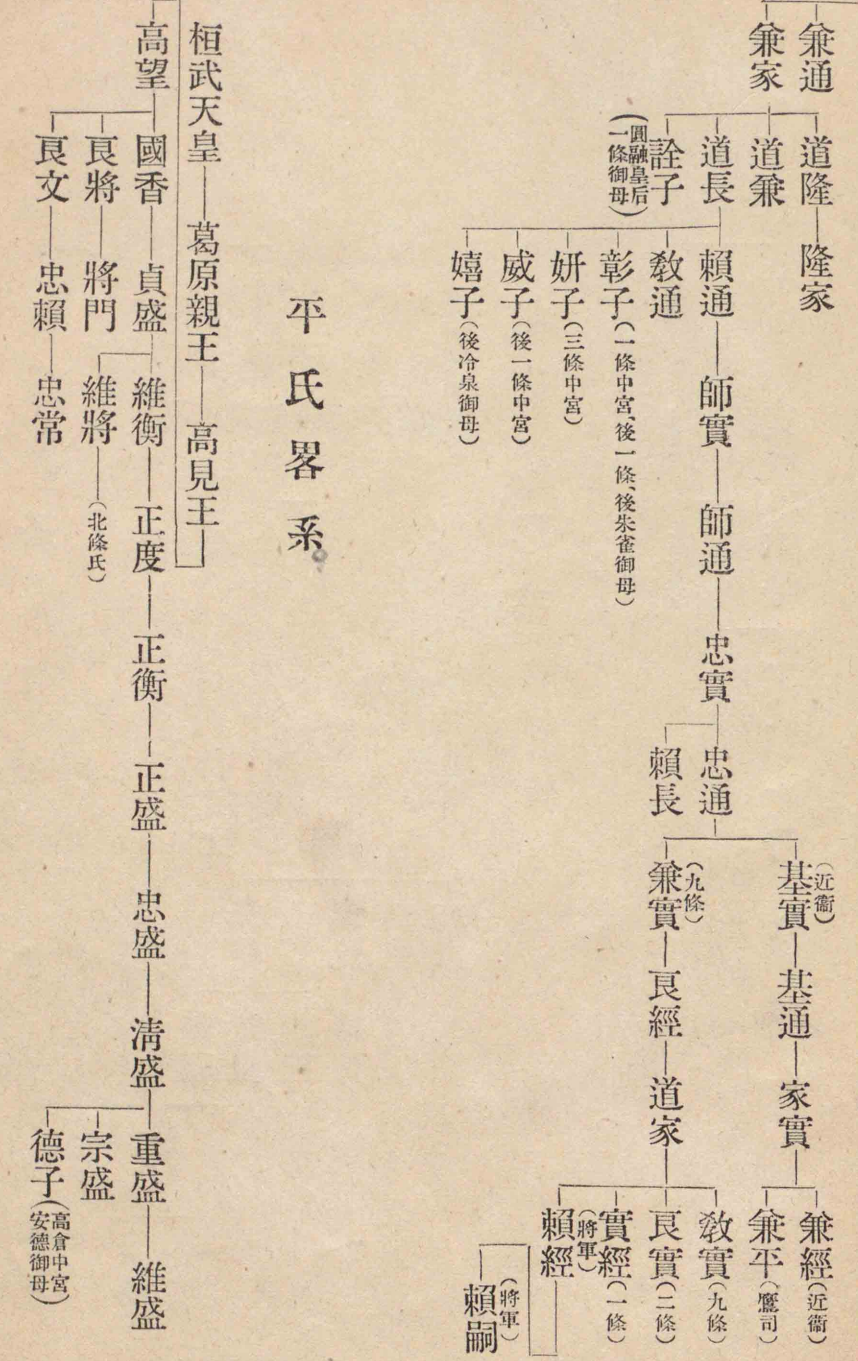 兼通
兼家
道隆―隆家
道兼
道長
詮子(圓融皇后 一條御母)
賴通―師實―師通―忠實
敎通
彰子(一條中宮、後一條、後朱雀御母)
妍子(三條中宮)
威子(後一條中宮)
嬉子(後冷泉御母)
忠通
賴長
基實(近衞)―基通―家實
兼實(九條)―良經―道家
兼經(近衞)
兼平(鷹司)
敎實(九條)
良實(二條)
實經(一條)
賴經(將軍)
賴嗣(將軍)
平氏畧系
桓武天皇―葛原親王―高見王
高望
國香―貞盛
良將―將門
良文―忠賴―忠常
維衡―正度―正衡―正盛―忠盛―淸盛
維將―(北條氏)
重盛―維盛
宗盛
德子(高倉中宮 安德御母)